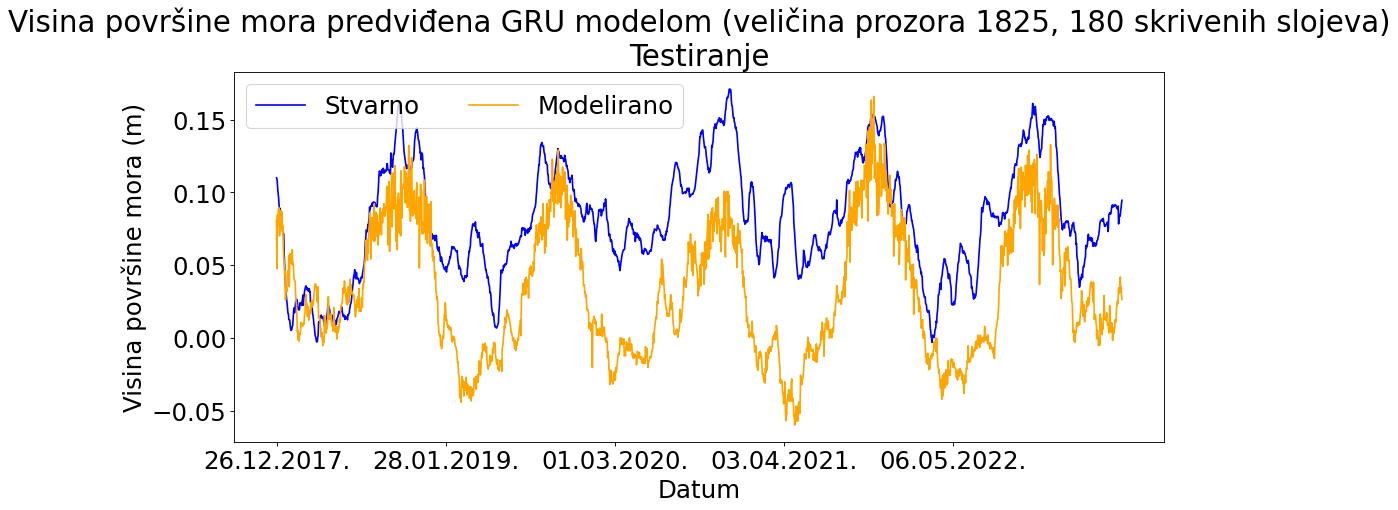 Visina površine mora predviđena GRU modelom (veličina prozora 1825, 180 skrivenih slojeva)
Testiranje
Stvarno
Modelirano
Visina površine mora (m)
0.15
0.10
0.05
0.00
−0.05
26.12.2017.
28.01.2019.
01.03.2020.
03.04.2021.
06.05.2022.
Datum